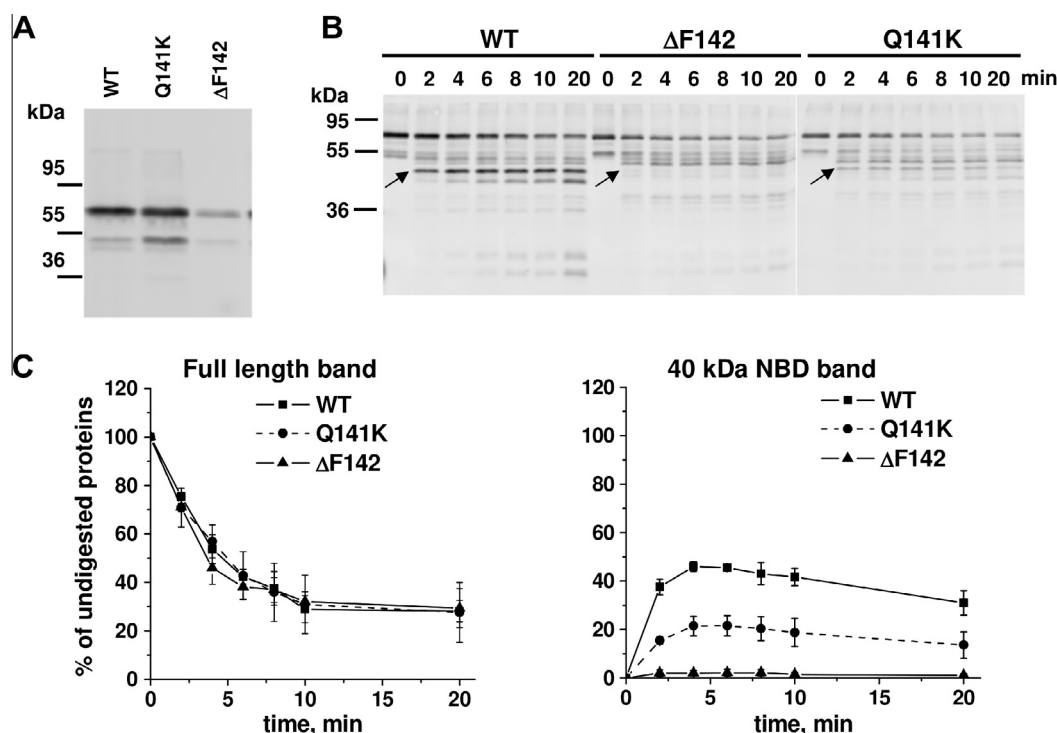 A
WT
Q141K
ΔF142
kDa
95
55
36
B
WT ΔF142 Q141K
0 2 4 6 8 10 20 0 2 4 6 8 10 20 0 2 4 6 8 10 20 min
kDa
95
55
36
C
Full length band
% of undigested proteins
120
100
80
60
40
20
0
WT
Q141K
ΔF142
0 5 10 15 20
time, min
40 kDa NBD band
120
100
80
60
40
20
0
WT
Q141K
ΔF142
0 5 10 15 20
time, min